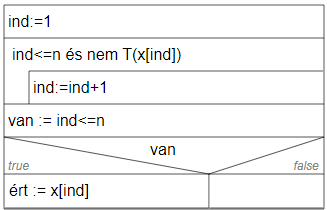 ind:=1
ind<=n és nem T(x[ind])
ind:=ind+1
van := ind<=n
van
true false
ért := x[ind]